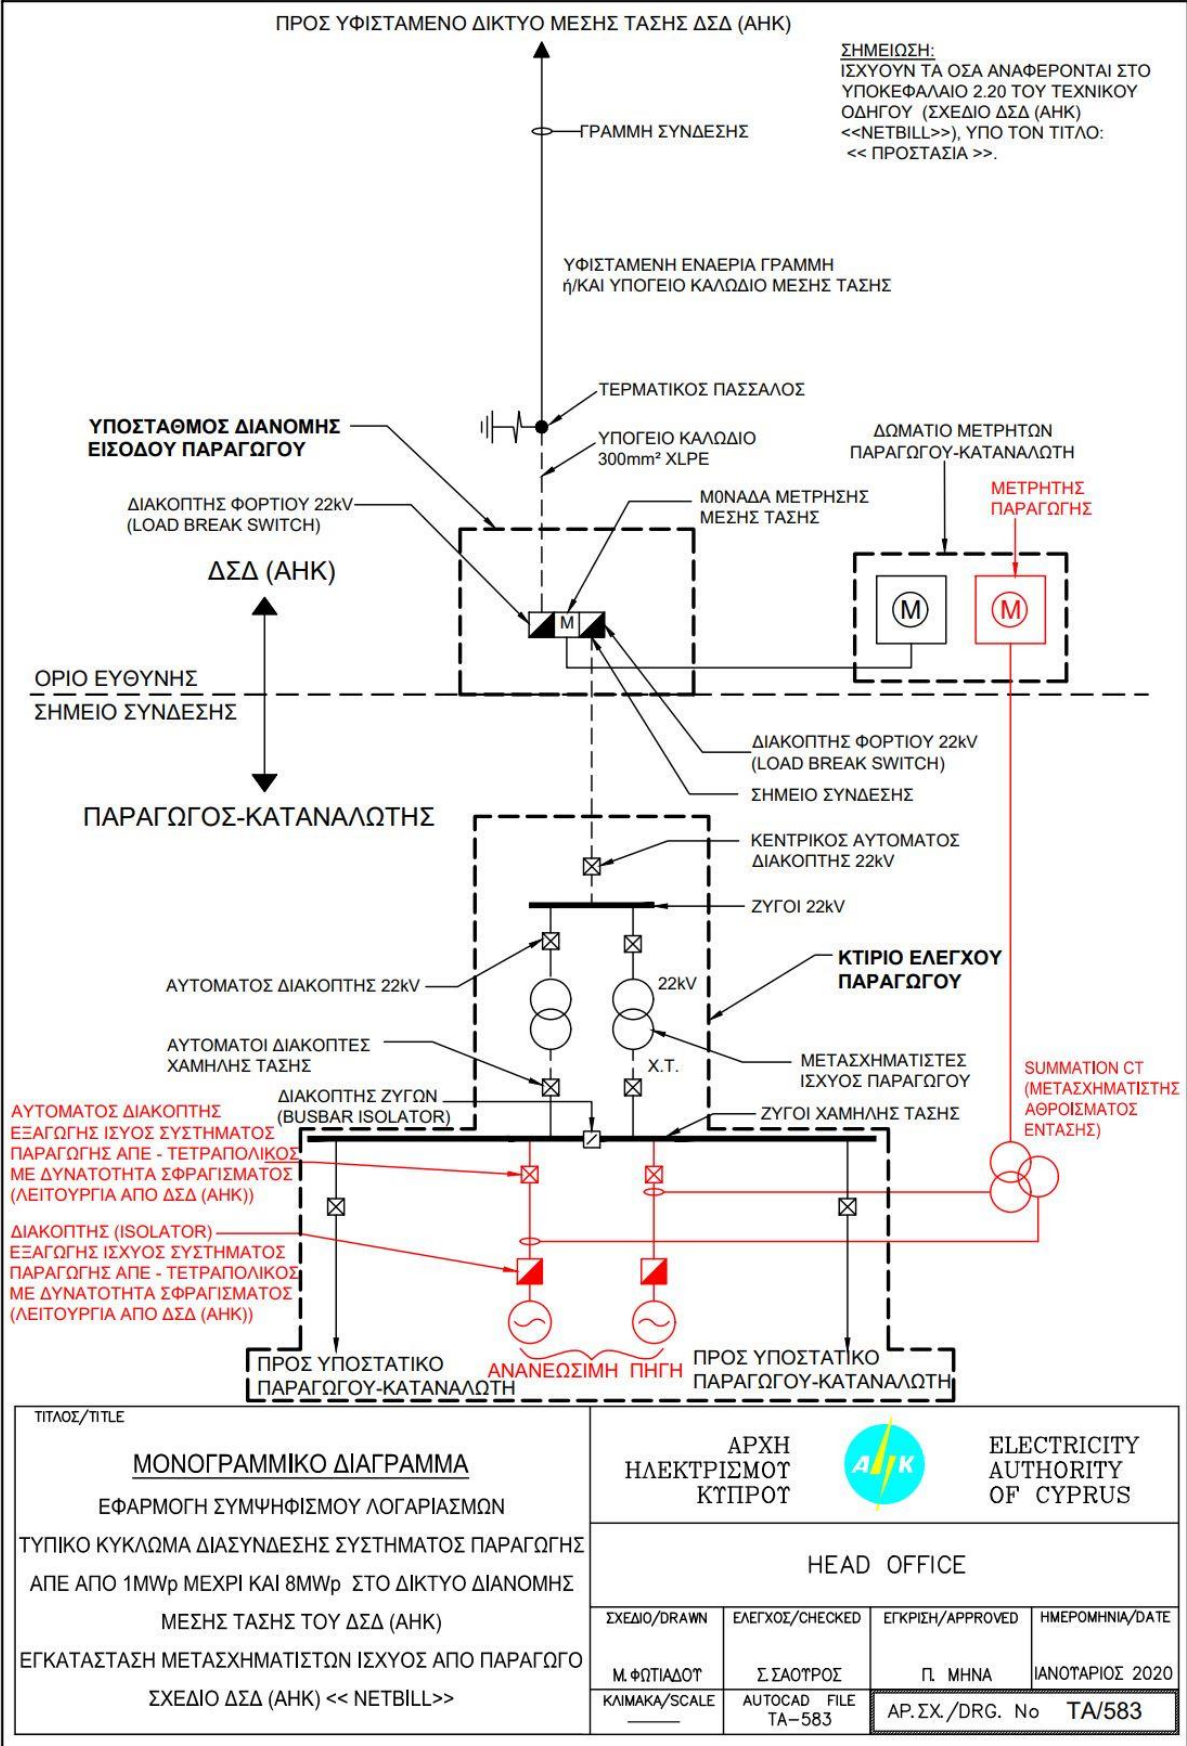 ΠΡΟΣ ΥΦΙΣΤΑΜΕΝΟ ΔΙΚΤΥΟ ΜΕΣΗΣ ΤΑΣΗΣ ΔΣΔ (ΑΗΚ)
ΣΗΜΕΙΩΣΗ:
ΙΣΧΥΟΥΝ ΤΑ ΟΣΑ ΑΝΑΦΕΡΟΝΤΑΙ ΣΤΟ
ΥΠΟΚΕΦΑΛΑΙΟ 2.20 ΤΟΥ ΤΕΧΝΙΚΟΥ
ΟΔΗΓΟΥ (ΣΧΕΔΙΟ ΔΣΔ (ΑΗΚ)
<<NETBILL>>), ΥΠΟ ΤΟΝ ΤΙΤΛΟ:
<< ΠΡΟΣΤΑΣΙΑ >>.
ΓΡΑΜΜΗ ΣΥΝΔΕΣΗΣ
ΥΦΙΣΤΑΜΕΝΗ ΕΝΑΕΡΙΑ ΓΡΑΜΜΗ
ή/ΚΑΙ ΥΠΟΓΕΙΟ ΚΑΛΩΔΙΟ ΜΕΣΗΣ ΤΑΣΗΣ
ΤΕΡΜΑΤΙΚΟΣ ΠΑΣΣΑΛΟΣ
ΥΠΟΣΤΑΘΜΟΣ ΔΙΑΝΟΜΗΣ
ΕΙΣΟΔΟΥ ΠΑΡΑΓΩΓΟΥ
ΥΠΟΓΕΙΟ ΚΑΛΩΔΙΟ
300mm² XLPE
ΔΩΜΑΤΙΟ ΜΕΤΡΗΤΩΝ
ΠΑΡΑΓΩΓΟΥ-ΚΑΤΑΝΑΛΩΤΗ
ΔΙΑΚΟΠΤΗΣ ΦΟΡΤΙΟΥ 22kV
(LOAD BREAK SWITCH)
Μ0ΝΑΔΑ ΜΕΤΡΗΣΗΣ
ΜΕΣΗΣ ΤΑΣΗΣ
ΜΕΤΡΗΤΗΣ
ΠΑΡΑΓΩΓΗΣ
ΔΣΔ (ΑΗΚ)
M
M
M
ΟΡΙΟ ΕΥΘΥΝΗΣ
ΣΗΜΕΙΟ ΣΥΝΔΕΣΗΣ
ΔΙΑΚΟΠΤΗΣ ΦΟΡΤΙΟΥ 22kV
(LOAD BREAK SWITCH)
ΣΗΜΕΙΟ ΣΥΝΔΕΣΗΣ
ΠΑΡΑΓΩΓΟΣ-ΚΑΤΑΝΑΛΩΤΗΣ
ΚΕΝΤΡΙΚΟΣ ΑΥΤΟΜΑΤΟΣ
ΔΙΑΚΟΠΤΗΣ 22kV
ΖΥΓΟΙ 22kV
ΑΥΤΟΜΑΤΟΣ ΔΙΑΚΟΠΤΗΣ 22kV
22kV
ΚΤΙΡΙΟ ΕΛΕΓΧΟΥ
ΠΑΡΑΓΩΓΟΥ
ΑΥΤΟΜΑΤΟΙ ΔΙΑΚΟΠΤΕΣ
ΧΑΜΗΛΗΣ ΤΑΣΗΣ
Χ.Τ.
ΜΕΤΑΣΧΗΜΑΤΙΣΤΕΣ
ΙΣΧΥΟΣ ΠΑΡΑΓΩΓΟΥ
SUMMATION CT
(ΜΕΤΑΣΧΗΜΑΤΙΣΤΗΣ
ΑΘΡΟΙΣΜΑΤΟΣ
ΕΝΤΑΣΗΣ)
ΔΙΑΚΟΠΤΗΣ ΖΥΓΩΝ
(BUSBAR ISOLATOR)
ΖΥΓΟΙ ΧΑΜΗΛΗΣ ΤΑΣΗΣ
ΑΥΤΟΜΑΤΟΣ ΔΙΑΚΟΠΤΗΣ
ΕΞΑΓΩΓΗΣ ΙΣΥΟΣ ΣΥΣΤΗΜΑΤΟΣ
ΠΑΡΑΓΩΓΗΣ ΑΠΕ - ΤΕΤΡΑΠΟΛΙΚΟΣ
ΜΕ ΔΥΝΑΤΟΤΗΤΑ ΣΦΡΑΓΙΣΜΑΤΟΣ
(ΛΕΙΤΟΥΡΓΙΑ ΑΠΟ ΔΣΔ (ΑΗΚ))
ΔΙΑΚΟΠΤΗΣ (ISOLATOR)
ΕΞΑΓΩΓΗΣ ΙΣΧΥΟΣ ΣΥΣΤΗΜΑΤΟΣ
ΠΑΡΑΓΩΓΗΣ ΑΠΕ - ΤΕΤΡΑΠΟΛΙΚΟΣ
ΜΕ ΔΥΝΑΤΟΤΗΤΑ ΣΦΡΑΓΙΣΜΑΤΟΣ
(ΛΕΙΤΟΥΡΓΙΑ ΑΠΟ ΔΣΔ (ΑΗΚ))
ΠΡΟΣ ΥΠΟΣΤΑΤΙΚΟ
ΠΑΡΑΓΩΓΟΥ-ΚΑΤΑΝΑΛΩΤΗ
ΑΝΑΝΕΩΣΙΜΗ ΠΗΓΗ
ΠΡΟΣ ΥΠΟΣΤΑΤΙΚΟ
ΠΑΡΑΓΩΓΟΥ-ΚΑΤΑΝΑΛΩΤΗ
ΤΙΤΛΟΣ/TITLE
ΜΟΝΟΓΡΑΜΜΙΚΟ ΔΙΑΓΡΑΜΜΑ
ΕΦΑΡΜΟΓΗ ΣΥΜΨΗΦΙΣΜΟΥ ΛΟΓΑΡΙΑΣΜΩΝ
ΤΥΠΙΚΟ ΚΥΚΛΩΜΑ ΔΙΑΣΥΝΔΕΣΗΣ ΣΥΣΤΗΜΑΤΟΣ ΠΑΡΑΓΩΓΗΣ
ΑΠΕ ΑΠΟ 1MWp ΜΕΧΡΙ ΚΑΙ 8MWp ΣΤΟ ΔΙΚΤΥΟ ΔΙΑΝΟΜΗΣ
ΜΕΣΗΣ ΤΑΣΗΣ ΤΟΥ ΔΣΔ (ΑΗΚ)
ΕΓΚΑΤΑΣΤΑΣΗ ΜΕΤΑΣΧΗΜΑΤΙΣΤΩΝ ΙΣΧΥΟΣ ΑΠΟ ΠΑΡΑΓΩΓΟ
ΣΧΕΔΙΟ ΔΣΔ (ΑΗΚ) << NETBILL>>
ΑΡΧΗ
ΗΛΕΚΤΡΙΣΜΟΥ
ΚΥΠΡΟΥ
ΑΗΚ
ELECTRICITY
AUTHORITY
OF CYPRUS
HEAD OFFICE
ΣΧΕΔΙΟ/DRAWN
ΕΛΕΓΧΟΣ/CHECKED
ΕΓΚΡΙΣΗ/APPROVED
ΗΜΕΡΟΜΗΝΙΑ/DATE
Μ. ΦΩΤΙΑΔΟΥ
Σ. ΣΑΟΥΡΟΣ
Π. ΜΗΝΑ
ΙΑΝΟΥΑΡΙΟΣ 2020
ΚΛΙΜΑΚΑ/SCALE
AUTOCAD FILE
TA-583
ΑΡ. ΣΧ./DRG. No TA/583